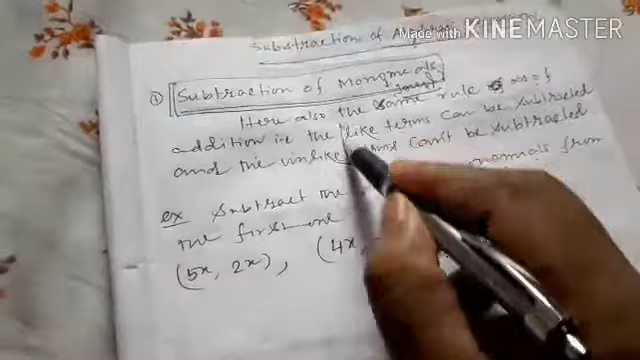 Made with KINEMASTER
Substraction of
① Subtraction of Monomeals
Here also the same rule as of
addition i.e the like terms can be subtracted
and the unlike terms can't be subtracted
ex Subtract the from
the first one
(5x, 2x), (4x,